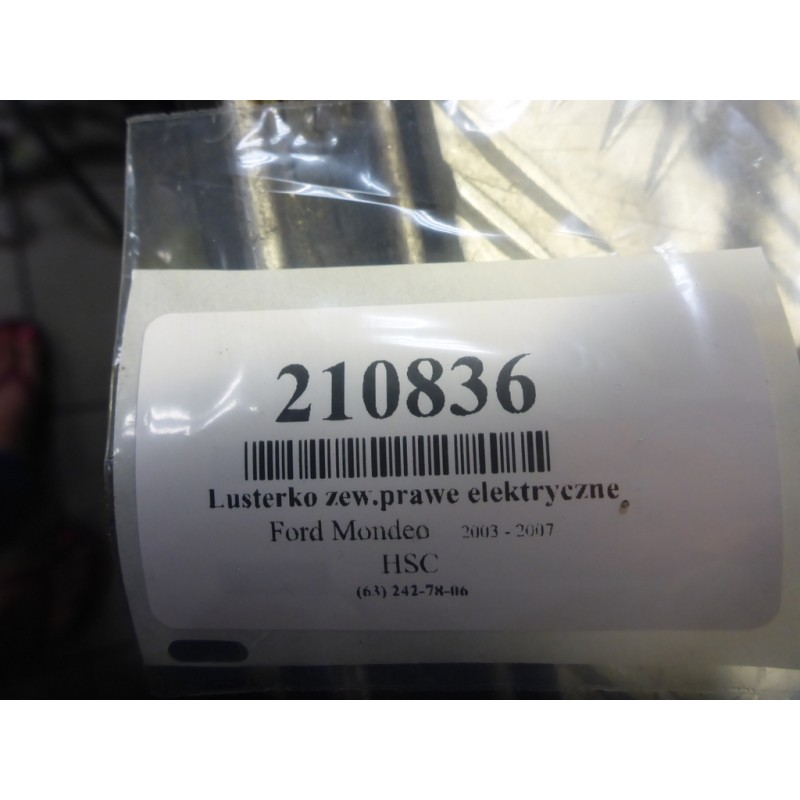 210836
Lusterko zew.prawe elektryczne
Ford Mondeo 2003 - 2007
HSC
(63) 242-78-06